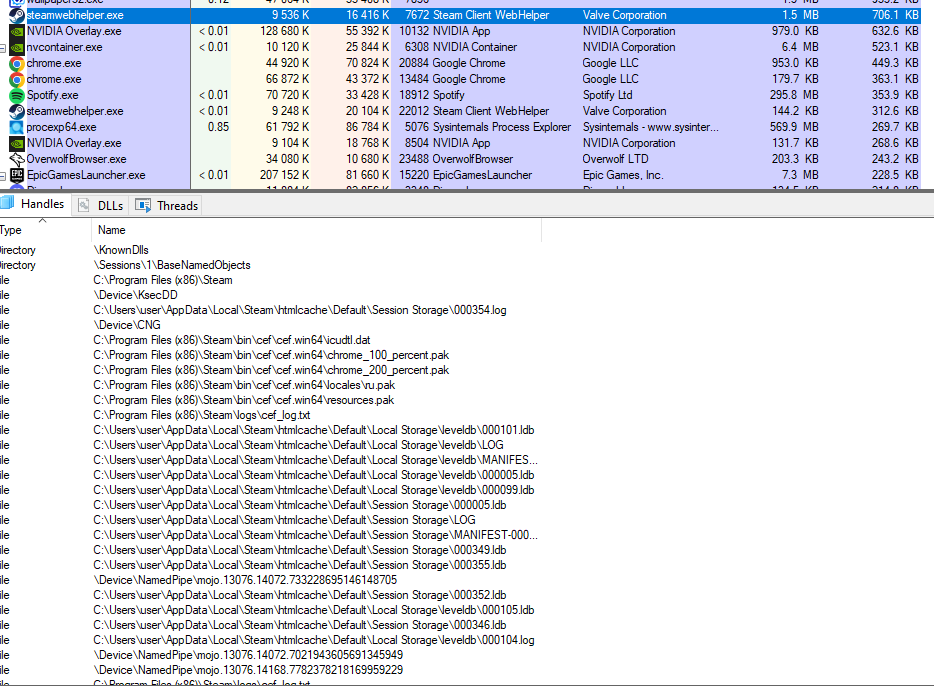 steamwebhelper.exe 9 536 K 16 416 K 7672 Steam Client WebHelper Valve Corporation 1.5 MB 706.1 KB
NVIDIA Overlay.exe < 0.01 128 680 K 55 392 K 10132 NVIDIA App NVIDIA Corporation 979.0 KB 632.6 KB
nvcontainer.exe < 0.01 10 120 K 25 844 K 6308 NVIDIA Container NVIDIA Corporation 6.4 MB 523.1 KB
chrome.exe 44 920 K 70 824 K 20884 Google Chrome Google LLC 953.0 KB 449.3 KB
chrome.exe 66 872 K 43 372 K 13484 Google Chrome Google LLC 179.7 KB 363.1 KB
Spotify.exe < 0.01 70 720 K 33 428 K 18912 Spotify Spotify Ltd 295.8 MB 353.9 KB
steamwebhelper.exe < 0.01 9 248 K 20 104 K 22012 Steam Client WebHelper Valve Corporation 144.2 KB 312.6 KB
procexp64.exe 0.85 61 792 K 86 784 K 5076 Sysinternals Process Explorer Sysinternals - www.sysinter... 569.9 MB 269.7 KB
NVIDIA Overlay.exe 9 104 K 18 768 K 8504 NVIDIA App NVIDIA Corporation 131.7 KB 268.6 KB
OverwolfBrowser.exe 34 080 K 10 680 K 23488 OverwolfBrowser Overwolf LTD 203.3 KB 243.2 KB
EPIC EpicGamesLauncher.exe < 0.01 207 152 K 81 660 K 15220 EpicGamesLauncher Epic Games, Inc. 7.3 MB 228.5 KB
Handles DLLs Threads
Type Name
irectory \KnownDlls
irectory \Sessions\1\BaseNamedObjects
ile C:\Program Files (x86)\Steam
ile \Device\KsecDD
ile C:\Users\user\AppData\Local\Steam\htmlcache\Default\Session Storage\000354.log
ile \Device\CNG
ile C:\Program Files (x86)\Steam\bin\cef\cef.win64\icudtl.dat
ile C:\Program Files (x86)\Steam\bin\cef\cef.win64\chrome_100_percent.pak
ile C:\Program Files (x86)\Steam\bin\cef\cef.win64\chrome_200_percent.pak
ile C:\Program Files (x86)\Steam\bin\cef\cef.win64\locales\ru.pak
ile C:\Program Files (x86)\Steam\bin\cef\cef.win64\resources.pak
ile C:\Program Files (x86)\Steam\logs\cef_log.txt
ile C:\Users\user\AppData\Local\Steam\htmlcache\Default\Local Storage\leveldb\000101.ldb
ile C:\Users\user\AppData\Local\Steam\htmlcache\Default\Local Storage\leveldb\LOG
ile C:\Users\user\AppData\Local\Steam\htmlcache\Default\Local Storage\leveldb\MANIFES...
ile C:\Users\user\AppData\Local\Steam\htmlcache\Default\Local Storage\leveldb\000005.ldb
ile C:\Users\user\AppData\Local\Steam\htmlcache\Default\Local Storage\leveldb\000099.ldb
ile C:\Users\user\AppData\Local\Steam\htmlcache\Default\Session Storage\000005.ldb
ile C:\Users\user\AppData\Local\Steam\htmlcache\Default\Session Storage\LOG
ile C:\Users\user\AppData\Local\Steam\htmlcache\Default\Session Storage\MANIFEST-000...
ile C:\Users\user\AppData\Local\Steam\htmlcache\Default\Session Storage\000349.ldb
ile C:\Users\user\AppData\Local\Steam\htmlcache\Default\Session Storage\000355.ldb
ile \Device\NamedPipe\mojo.13076.14072.733228695146148705
ile C:\Users\user\AppData\Local\Steam\htmlcache\Default\Session Storage\000352.ldb
ile C:\Users\user\AppData\Local\Steam\htmlcache\Default\Local Storage\leveldb\000105.ldb
ile C:\Users\user\AppData\Local\Steam\htmlcache\Default\Session Storage\000346.ldb
ile C:\Users\user\AppData\Local\Steam\htmlcache\Default\Local Storage\leveldb\000104.log
ile \Device\NamedPipe\mojo.13076.14072.7021943605691345949
ile \Device\NamedPipe\mojo.13076.14168.7782378218169959229
ile C:\Program Files (x86)\Steam\logs\cef_log.txt